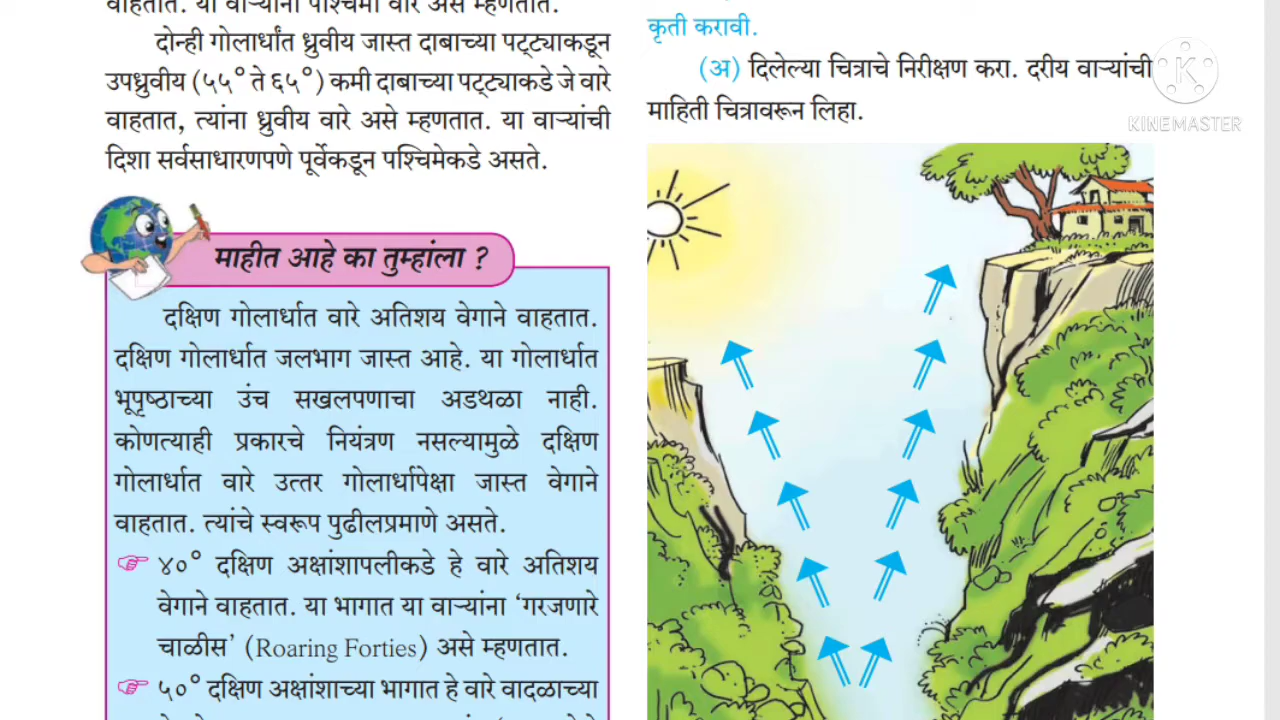 वाहतात. या वाऱ्यांना पश्चिमी वारे असे म्हणतात.
दोन्ही गोलार्धांत ध्रुवीय जास्त दाबाच्या पट्ट्याकडून
उपध्रुवीय (५५° ते ६५°) कमी दाबाच्या पट्ट्याकडे जे वारे
वाहतात, त्यांना ध्रुवीय वारे असे म्हणतात. या वाऱ्यांची
दिशा सर्वसाधारणपणे पूर्वेकडून पश्चिमेकडे असते.
माहीत आहे का तुम्हांला ?
दक्षिण गोलार्धात वारे अतिशय वेगाने वाहतात.
दक्षिण गोलार्धात जलभाग जास्त आहे. या गोलार्धात
भूपृष्ठाच्या उंच सखलपणाचा अडथळा नाही.
कोणत्याही प्रकारचे नियंत्रण नसल्यामुळे दक्षिण
गोलार्धात वारे उत्तर गोलार्धापेक्षा जास्त वेगाने
वाहतात. त्यांचे स्वरूप पुढीलप्रमाणे असते.
४०° दक्षिण अक्षांशापलीकडे हे वारे अतिशय
वेगाने वाहतात. या भागात या वाऱ्यांना ‘गरजणारे
चाळीस’ (Roaring Forties) असे म्हणतात.
५०° दक्षिण अक्षांशाच्या भागात हे वारे वादळाच्या
कृती करावी.
(अ) दिलेल्या चित्राचे निरीक्षण करा. दरीय वाऱ्यांची
माहिती चित्रावरून लिहा.
KINEMASTER